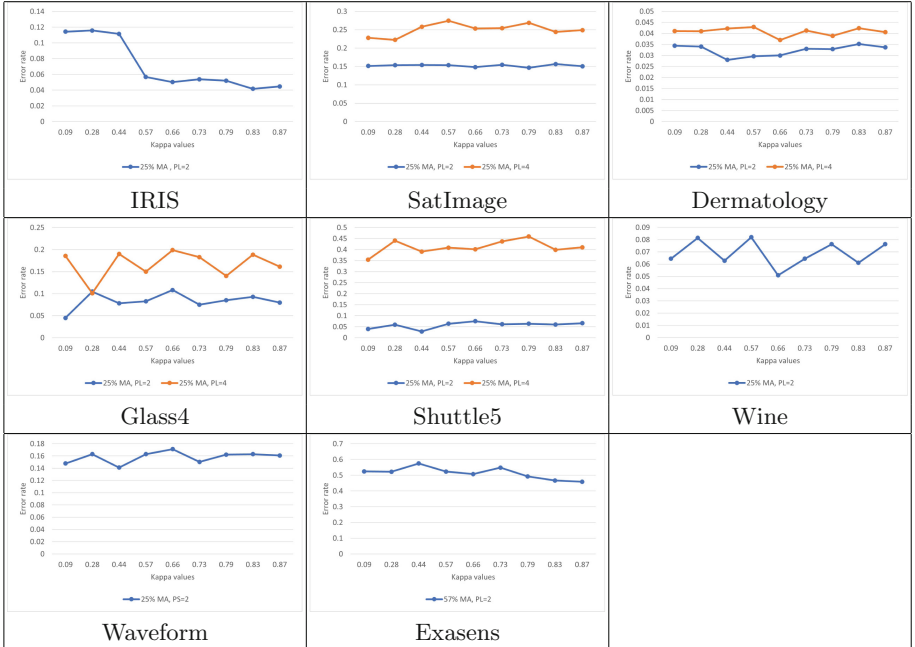 0.14
0.12
0.1
0.08
0.06
0.04
0.02
0
Error rate
0.09 0.28 0.44 0.57 0.66 0.73 0.79 0.83 0.87
Kappa values
25% MA , PL=2
IRIS
0.3
0.25
0.2
0.15
0.1
0.05
0
Error rate
0.09 0.28 0.44 0.57 0.66 0.73 0.79 0.83 0.87
Kappa values
25% MA, PL=2 25% MA, PL=4
SatImage
0.05
0.045
0.04
0.035
0.03
0.025
0.02
0.015
0.01
0.005
0
Error rate
0.09 0.28 0.44 0.57 0.66 0.73 0.79 0.83 0.87
Kappa values
25% MA, PL=2 25% MA, PL=4
Dermatology
0.25
0.2
0.15
0.1
0.05
0
Error rate
0.09 0.28 0.44 0.57 0.66 0.73 0.79 0.83 0.87
Kappa values
25% MA, PL=2 25% MA, PL=4
Glass4
0.5
0.45
0.4
0.35
0.3
0.25
0.2
0.15
0.1
0.05
0
Error rate
0.09 0.28 0.44 0.57 0.66 0.73 0.79 0.83 0.87
Kappa values
25% MA, PL=2 25% MA, PL=4
Shuttle5
0.09
0.08
0.07
0.06
0.05
0.04
0.03
0.02
0.01
0
Error rate
0.09 0.28 0.44 0.57 0.66 0.73 0.79 0.83 0.87
Kappa values
25% MA, PL=2
Wine
0.18
0.16
0.14
0.12
0.1
0.08
0.06
0.04
0.02
0
Error rate
0.09 0.28 0.44 0.57 0.66 0.73 0.79 0.83 0.87
Kappa values
25% MA, PS=2
Waveform
0.7
0.6
0.5
0.4
0.3
0.2
0.1
0
Error rate
0.09 0.28 0.44 0.57 0.66 0.73 0.79 0.83 0.87
Kappa values
57% MA, PL=2
Exasens